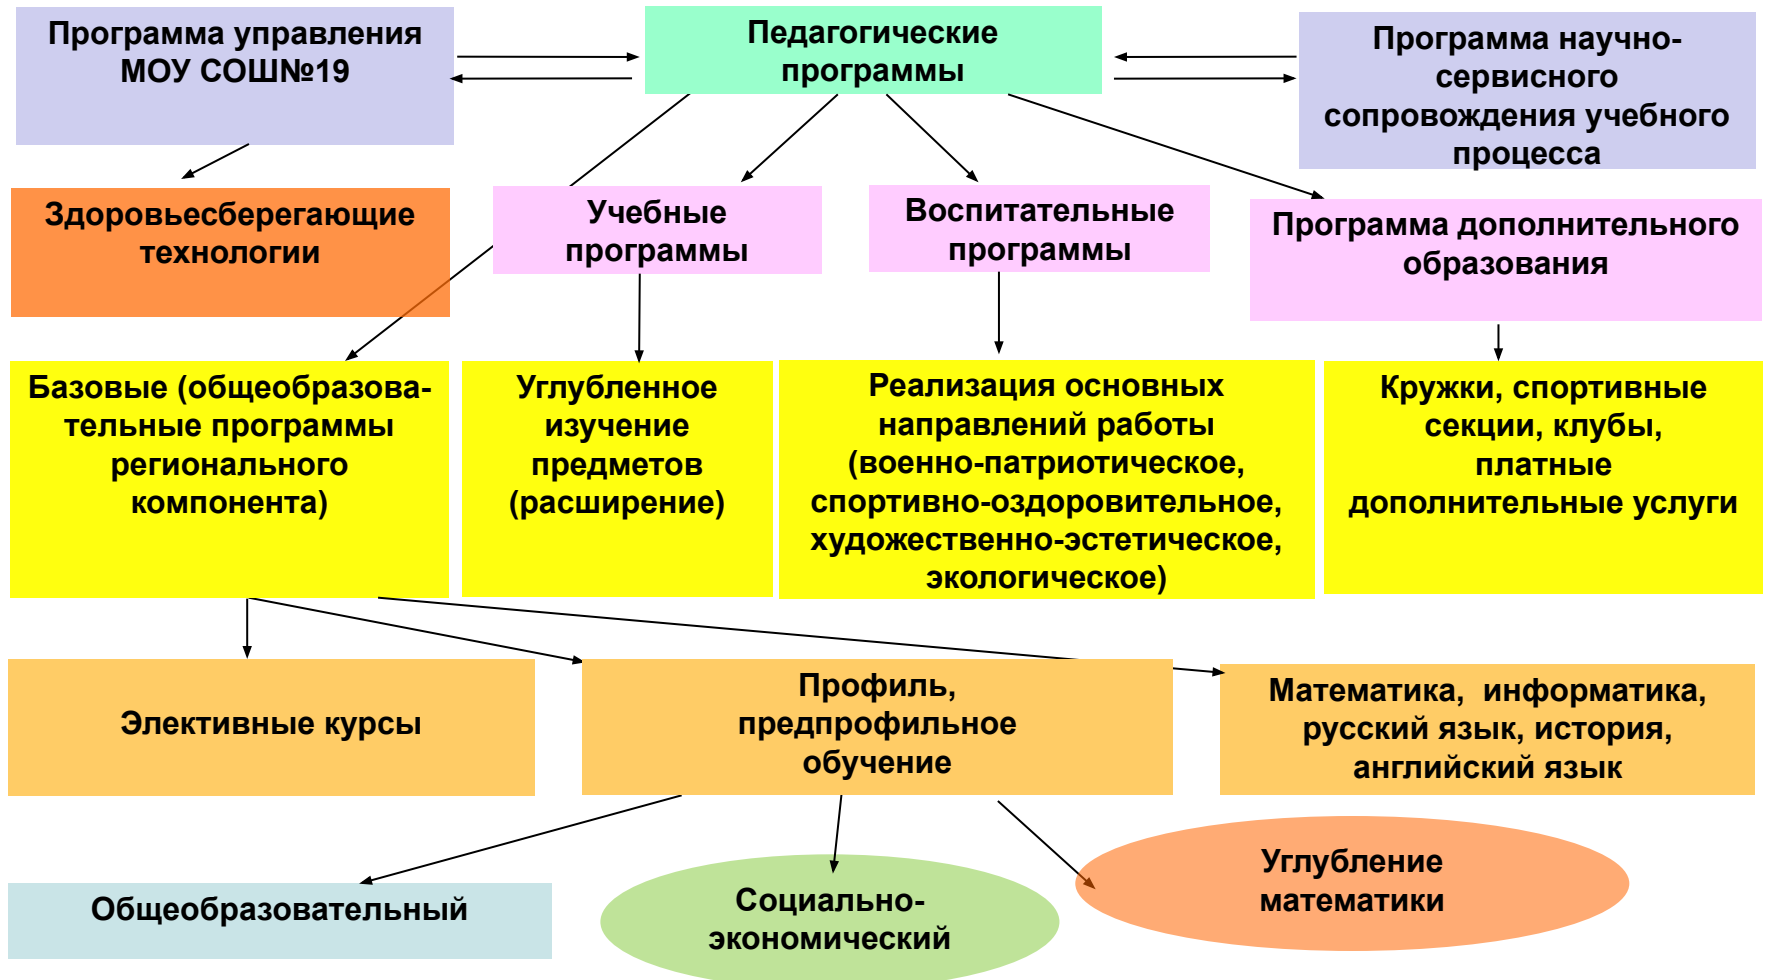 Программа управления
МОУ СОШ№19
Педагогические
программы
Программа научно-
сервисного
сопровождения учебного
процесса
Здоровьесберегающие
технологии
Учебные
программы
Воспитательные
программы
Программа дополнительного
образования
Базовые (общеобразова-
тельные программы
регионального
компонента)
Углубленное
изучение
предметов
(расширение)
Реализация основных
направлений работы
(военно-патриотическое,
спортивно-оздоровительное,
художественно-эстетическое,
экологическое)
Кружки, спортивные
секции, клубы,
платные
дополнительные услуги
Элективные курсы
Профиль,
предпрофильное
обучение
Математика, информатика,
русский язык, история,
английский язык
Общеобразовательный
Социально-
экономический
Углубление
математики